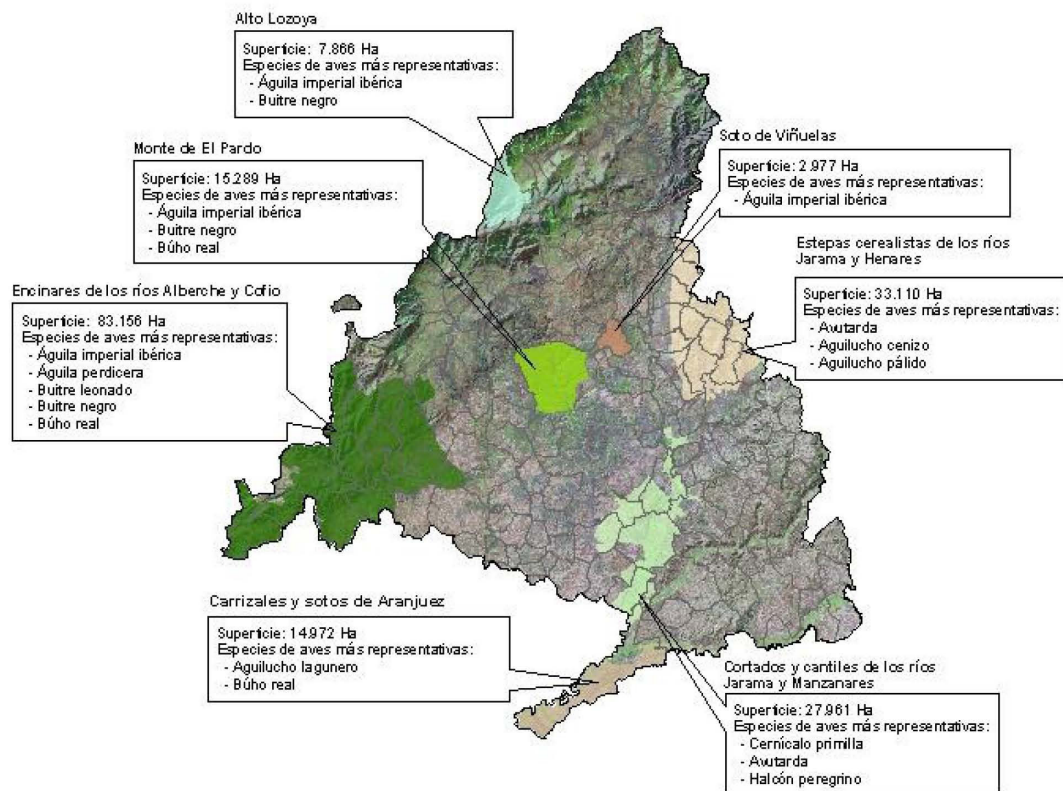 Alto Lozoya
Superficie: 7.866 Ha
Especies de aves más representativas:
- Águila imperial ibérica
- Buitre negro
Monte de El Pardo
Superficie: 15.289 Ha
Especies de aves más representativas:
- Águila imperial ibérica
- Buitre negro
- Búho real
Soto de Viñuelas
Superficie: 2.977 Ha
Especies de aves más representativas:
- Águila imperial ibérica
Estepas cerealistas de los ríos
Jarama y Henares
Superficie: 33.110 Ha
Especies de aves más representativas:
- Avutarda
- Aguilucho cenizo
- Aguilucho pálido
Encinares de los ríos Alberche y Cofio
Superficie: 83.156 Ha
Especies de aves más representativas:
- Águila imperial ibérica
- Águila perdicera
- Buitre leonado
- Buitre negro
- Búho real
Carrizales y sotos de Aranjuez
Superficie: 14.972 Ha
Especies de aves más representativas:
- Aguilucho lagunero
- Búho real
Cortados y cantiles de los ríos
Jarama y Manzanares
Superficie: 27.961 Ha
Especies de aves más representativas:
- Cernícalo primilla
- Avutarda
- Halcón peregrino